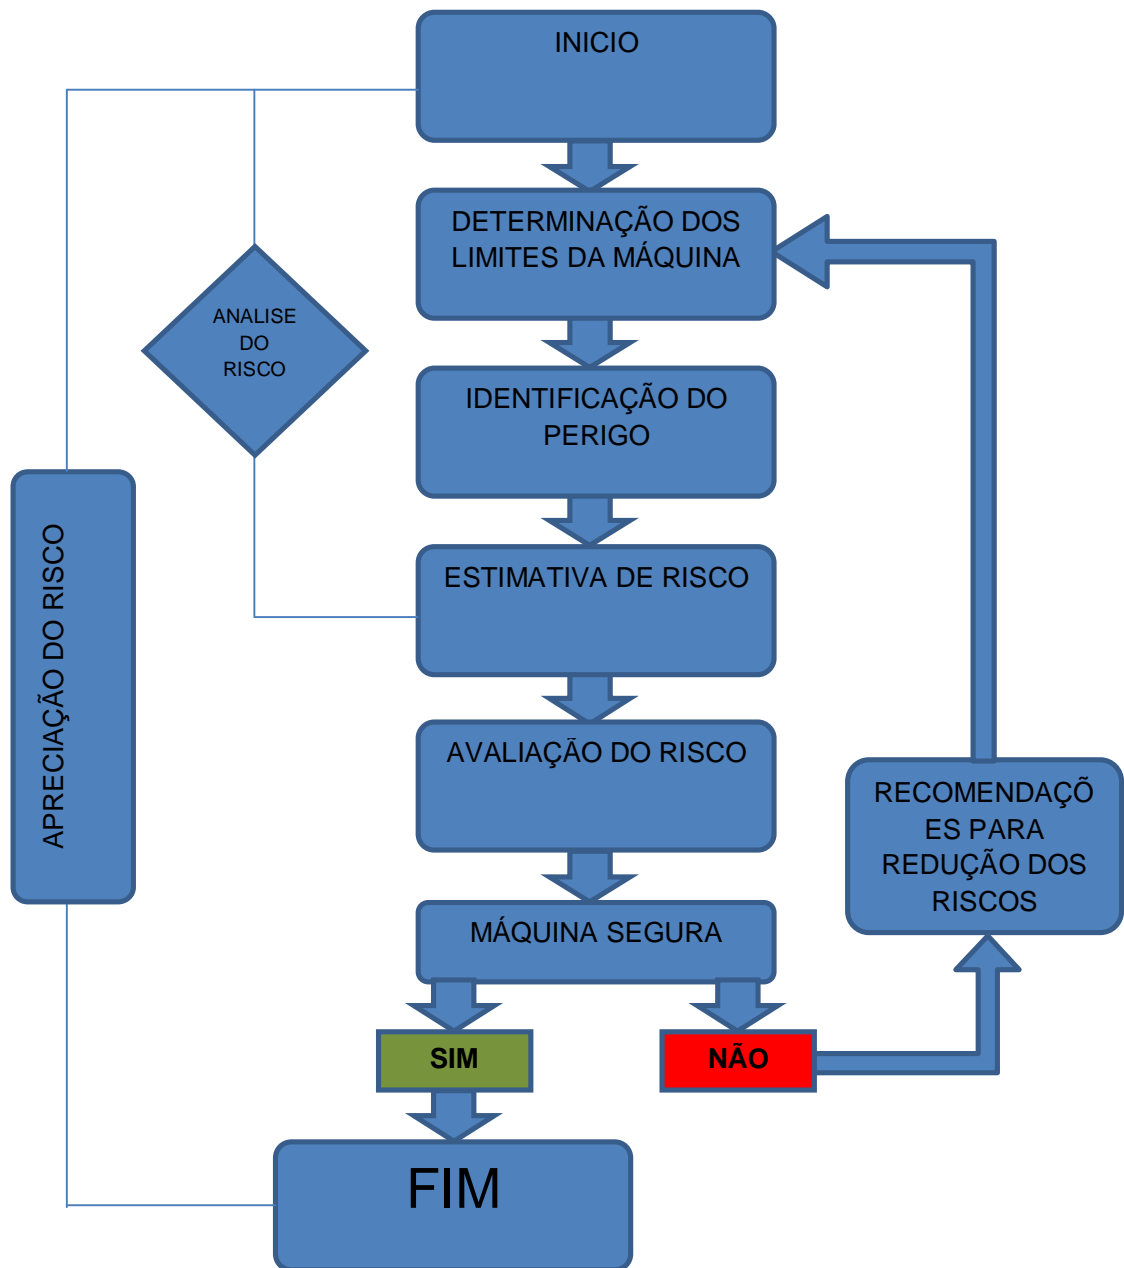 INICIO
DETERMINAÇÃO DOS
LIMITES DA MÁQUINA
ANALISE
DO
RISCO
IDENTIFICAÇÃO DO
PERIGO
APRECIAÇÃO DO RISCO
ESTIMATIVA DE RISCO
AVALIAÇÃO DO RISCO
RECOMENDAÇÕ
ES PARA
REDUÇÃO DOS
RISCOS
MÁQUINA SEGURA
SIM
NÃO
FIM